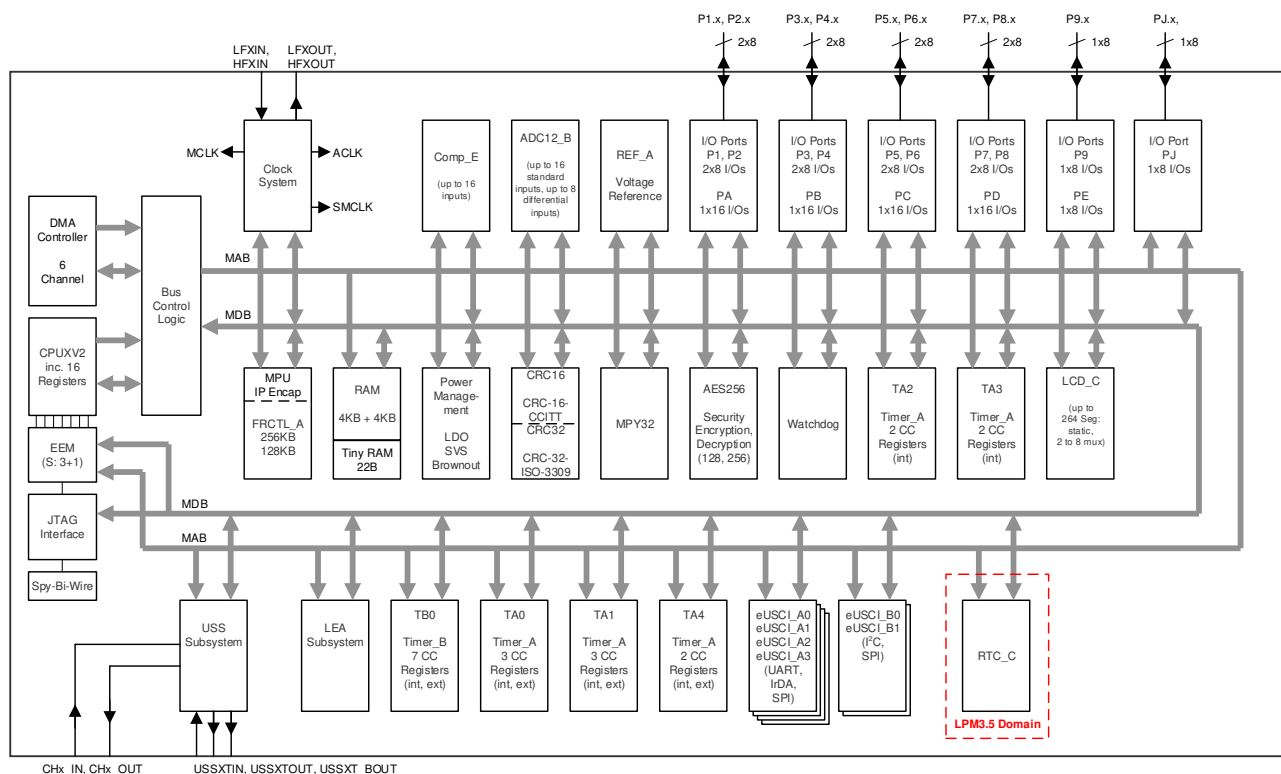 P1.x, P2.x
P3.x, P4.x
P5.x, P6.x
P7.x, P8.x
P9.x
PJ.x,
2x8
2x8
2x8
2x8
1x8
1x8
LFXIN,
HFXIN
LFXOUT,
HFXOUT
MCLK
ACLK
SMCLK
Clock
System
Comp_E
(up to 16
inputs)
ADC12_B
(up to 16
standard
inputs, up to 8
differential
inputs)
REF_A
Voltage
Reference
I/O Ports
P1, P2
2x8 I/Os
PA
1x16 I/Os
I/O Ports
P3, P4
2x8 I/Os
PB
1x16 I/Os
I/O Ports
P5, P6
2x8 I/Os
PC
1x16 I/Os
I/O Ports
P7, P8
2x8 I/Os
PD
1x16 I/Os
I/O Ports
P9
1x8 I/Os
PE
1x8 I/Os
I/O Port
PJ
1x8 I/Os
DMA
Controller
6
Channel
Bus
Control
Logic
MAB
MDB
CPUXV2
inc. 16
Registers
MPU
IP Encap
FRCTL_A
256KB
128KB
RAM
4KB + 4KB
Tiny RAM
22B
Power
Manage-
ment
LDO
SVS
Brownout
CRC16
CRC-16-
CCITT
CRC32
CRC-32-
ISO-3309
MPY32
AES256
Security
Encryption,
Decryption
(128, 256)
Watchdog
TA2
Timer_A
2 CC
Registers
(int)
TA3
Timer_A
2 CC
Registers
(int)
LCD_C
(up to
264 Seg:
static,
2 to 8 mux)
EEM
(S: 3+1)
MDB
JTAG
Interface
MAB
Spy-Bi-Wire
USS
Subsystem
LEA
Subsystem
TB0
Timer_B
7 CC
Registers
(int, ext)
TA0
Timer_A
3 CC
Registers
(int, ext)
TA1
Timer_A
3 CC
Registers
(int, ext)
TA4
Timer_A
2 CC
Registers
(int, ext)
eUSCI_A0
eUSCI_A1
eUSCI_A2
eUSCI_A3
(UART,
IrDA,
SPI)
eUSCI_B0
eUSCI_B1
(I²C,
SPI)
RTC_C
LPM3.5 Domain
CHx_IN, CHx_OUT
USSXTIN, USSXTOUT, USSXT_BOUT